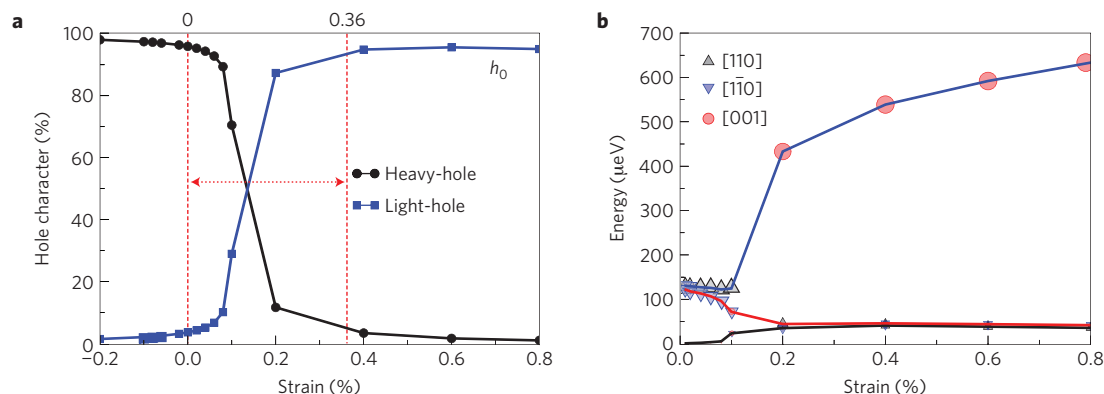 a
0 0.36
100
80
60
40
20
0
Hole character (%)
h0
Heavy-hole
Light-hole
−0.2 0.0 0.2 0.4 0.6 0.8
Strain (%)
b
700
600
500
400
300
200
100
0
Energy (μeV)
[110]
[11̅0]
[001]
0.0 0.2 0.4 0.6 0.8
Strain (%)